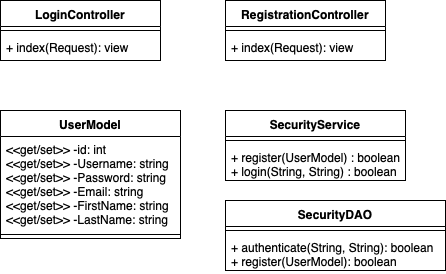 LoginController
+ index(Request): view
RegistrationController
+ index(Request): view
UserModel
<<get/set>> -id: int
<<get/set>> -Username: string
<<get/set>> -Password: string
<<get/set>> -Email: string
<<get/set>> -FirstName: string
<<get/set>> -LastName: string
SecurityService
+ register(UserModel) : boolean
+ login(String, String) : boolean
SecurityDAO
+ authenticate(String, String): boolean
+ register(UserModel): boolean